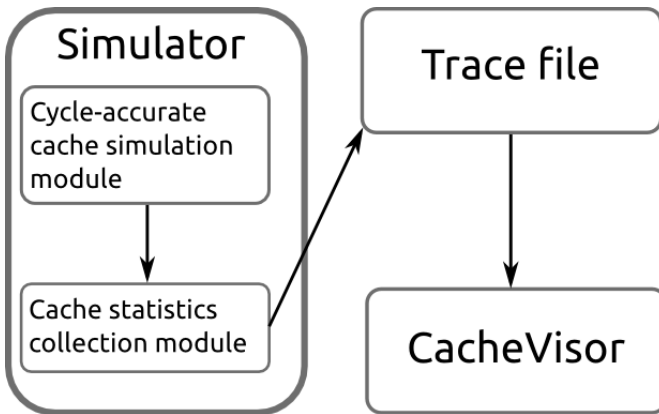 Simulator
Cycle-accurate
cache simulation
module
Cache statistics
collection module
Trace file
CacheVisor